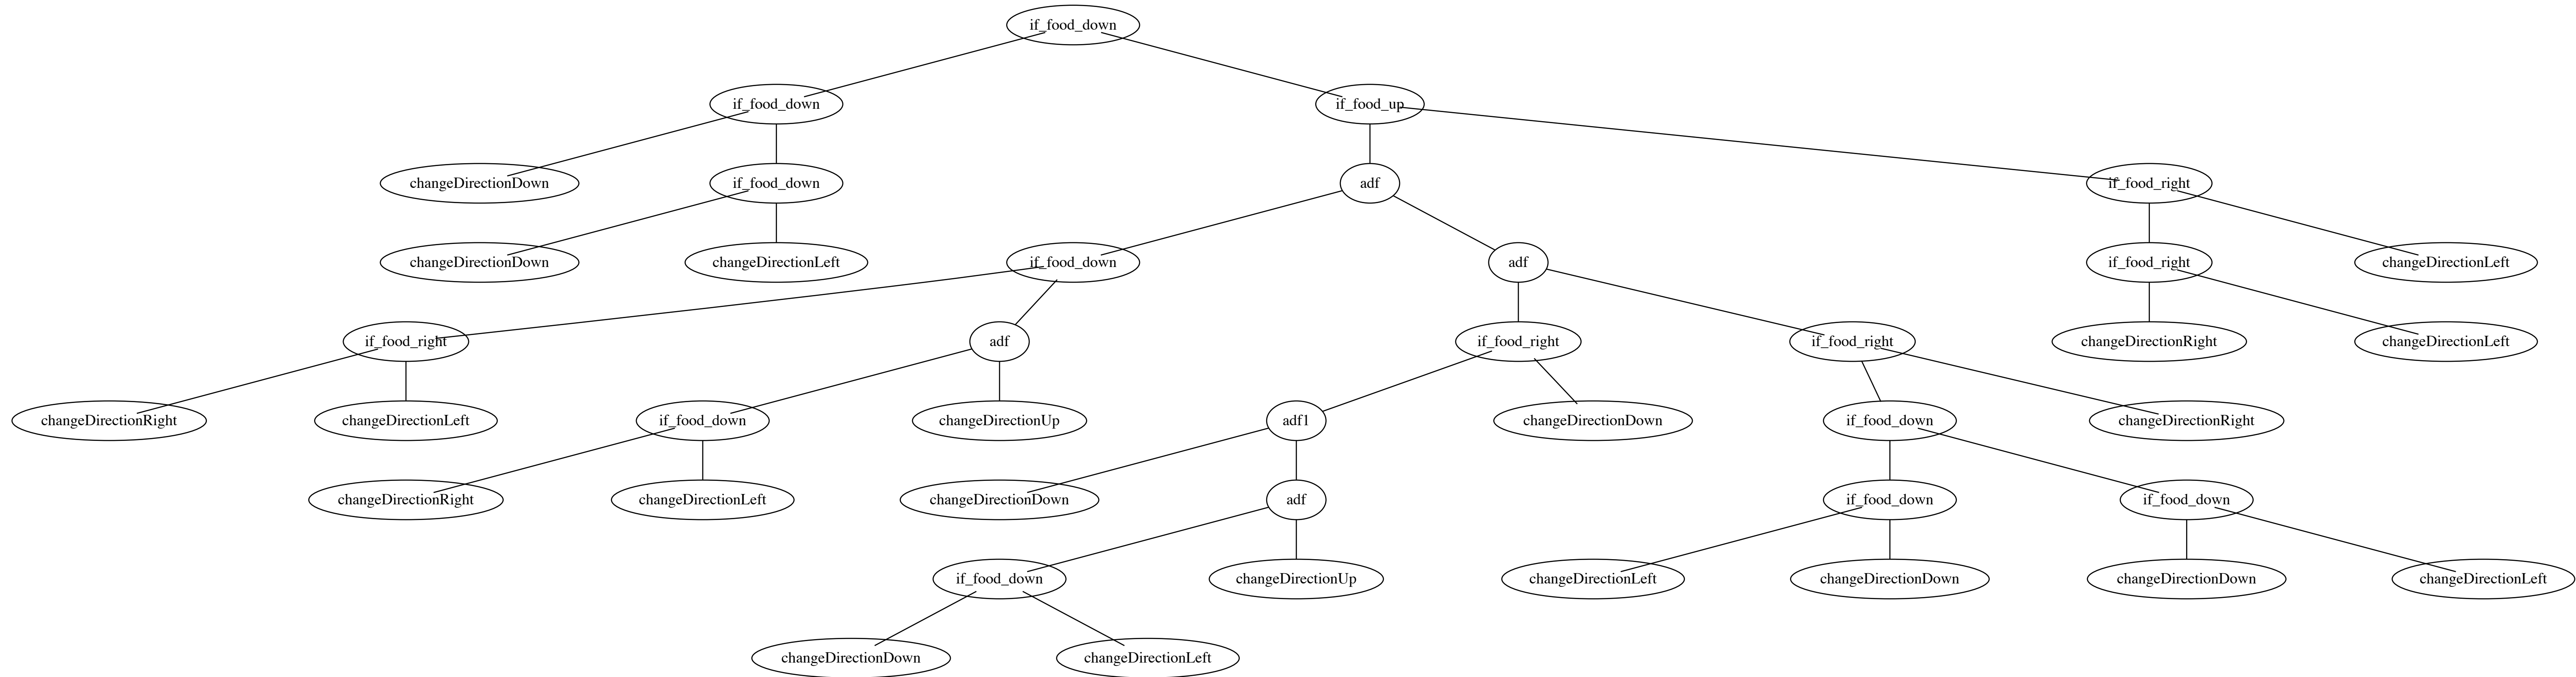 if_food_down
if_food_down
if_food_up
changeDirectionDown
if_food_down
adf
if_food_right
changeDirectionDown
changeDirectionLeft
if_food_down
adf
if_food_right
changeDirectionLeft
if_food_right
adf
if_food_right
if_food_right
changeDirectionRight
changeDirectionLeft
changeDirectionRight
changeDirectionLeft
if_food_down
changeDirectionUp
adf1
changeDirectionDown
if_food_down
changeDirectionRight
changeDirectionRight
changeDirectionLeft
changeDirectionDown
adf
if_food_down
if_food_down
if_food_down
changeDirectionUp
changeDirectionLeft
changeDirectionDown
changeDirectionDown
changeDirectionLeft
changeDirectionDown
changeDirectionLeft